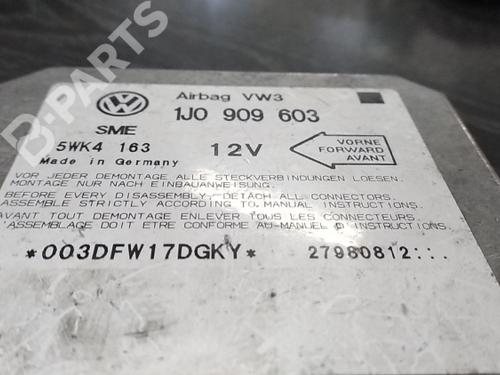 Airbag VW3
1J0 909 603
SME
5WK4 163
12V
VORNE
FORWARD
AVANT
Made in Germany
VOR JEDER DEMONTAGE ALLE STECKVERBINDUNGEN LOESEN.
MONTAGE NUR NACH EINBAUANWEISUNG.
BEFORE EVERY DISASSEMBLY, DETACH ALL CONNECTORS.
ASSEMBLE STRICTLY ACCORDING TO MANUAL INSTRUCTIONS.
AVANT TOUT DEMONTAGE ENLEVER TOUS LES CONNECTEURS.
L'ASSEMBLAGE DOIT ETRE CONFORME AU MANUEL D'INSTRUCTIONS
*003DFW17DGKY*
27980812:::
B-PARTS